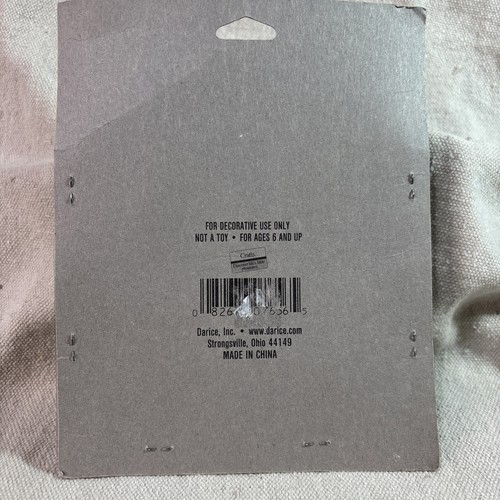 FOR DECORATIVE USE ONLY
NOT A TOY • FOR AGES 6 AND UP
Crafts
Darice, Inc. • www.darice.com
Strongsville, Ohio 44149
MADE IN CHINA